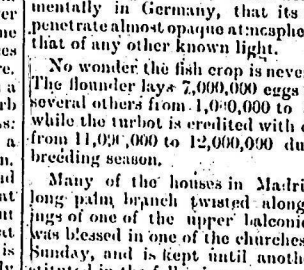 mentally in Germany, that its
penetrate almost opaque atmosphe
that of any other known light.
No wonder the fish crop is neve
The flounder lays 7,000,000 eggs
several others from 1,000,000 to
while the turbot is credited with
from 11,000,000 to 12,000,000 du
breeding season.
Many of the houses in Madri
long palm branch twisted along
ings of one of the upper balconie
was blessed in one of the churches
Sunday, and is kept until anoth